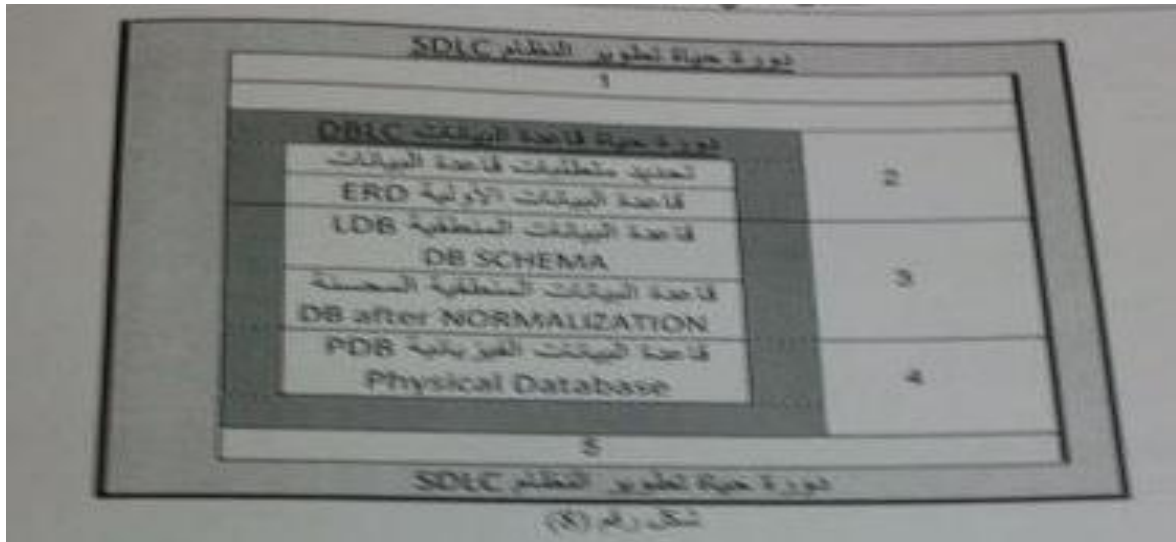 دورة حياة تطوير النظام SDLC
1
دورة حياة قاعدة البيانات DBLC
تحديد متطلبات قاعدة البيانات
2
قاعدة البيانات الأولية ERD
قاعدة البيانات المنطقية LDB
DB SCHEMA
3
قاعدة البيانات المنطقية المحسنة
DB after NORMALIZATION
قاعدة البيانات الفيزيائية PDB
Physical Database
4
5
دورة حياة تطوير النظام SDLC
شكل رقم (8)